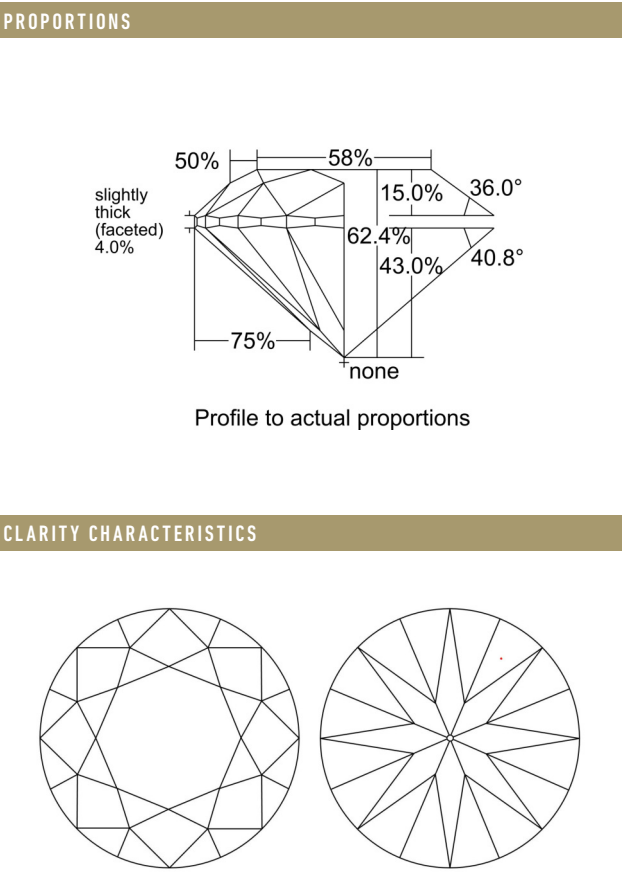 PROPORTIONS
50%
58%
slightly
thick
(faceted)
4.0%
15.0%
36.0°
62.4%
43.0%
40.8°
75%
none
Profile to actual proportions
CLARITY CHARACTERISTICS